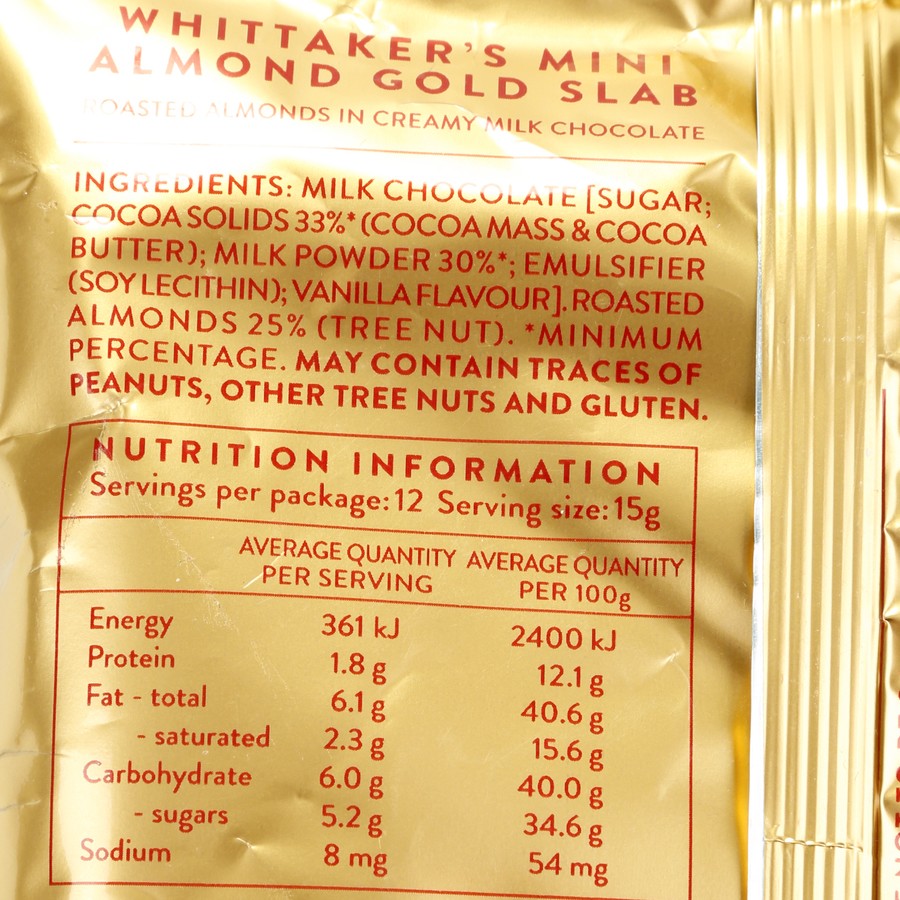 WHITTAKER'S MINI
ALMOND GOLD SLAB
ROASTED ALMONDS IN CREAMY MILK CHOCOLATE
INGREDIENTS: MILK CHOCOLATE [SUGAR;
COCOA SOLIDS 33%* (COCOA MASS & COCOA
BUTTER); MILK POWDER 30%*; EMULSIFIER
(SOY LECITHIN); VANILLA FLAVOUR]. ROASTED
ALMONDS 25% (TREE NUT). *MINIMUM
PERCENTAGE. MAY CONTAIN TRACES OF
PEANUTS, OTHER TREE NUTS AND GLUTEN.
NUTRITION INFORMATION
Servings per package: 12 Serving size: 15g
AVERAGE QUANTITY PER SERVING AVERAGE QUANTITY PER 100g
Energy 361 kJ 2400 kJ
Protein 1.8 g 12.1 g
Fat - total 6.1 g 40.6 g
- saturated 2.3 g 15.6 g
Carbohydrate 6.0 g 40.0 g
- sugars 5.2 g 34.6 g
Sodium 8 mg 54 mg